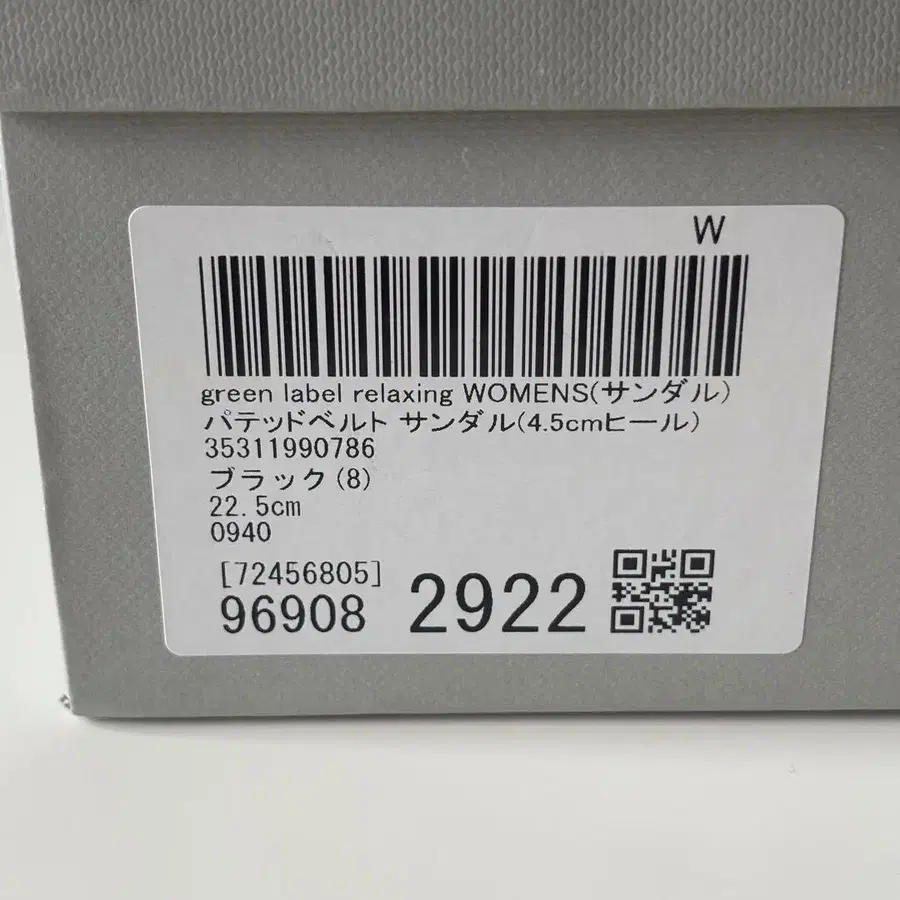 W
green label relaxing WOMENS(サンダル)
パテッドベルト サンダル(4.5cmヒール)
35311990786
ブラック(8)
22.5cm
0940
[72456805]
96908 2922